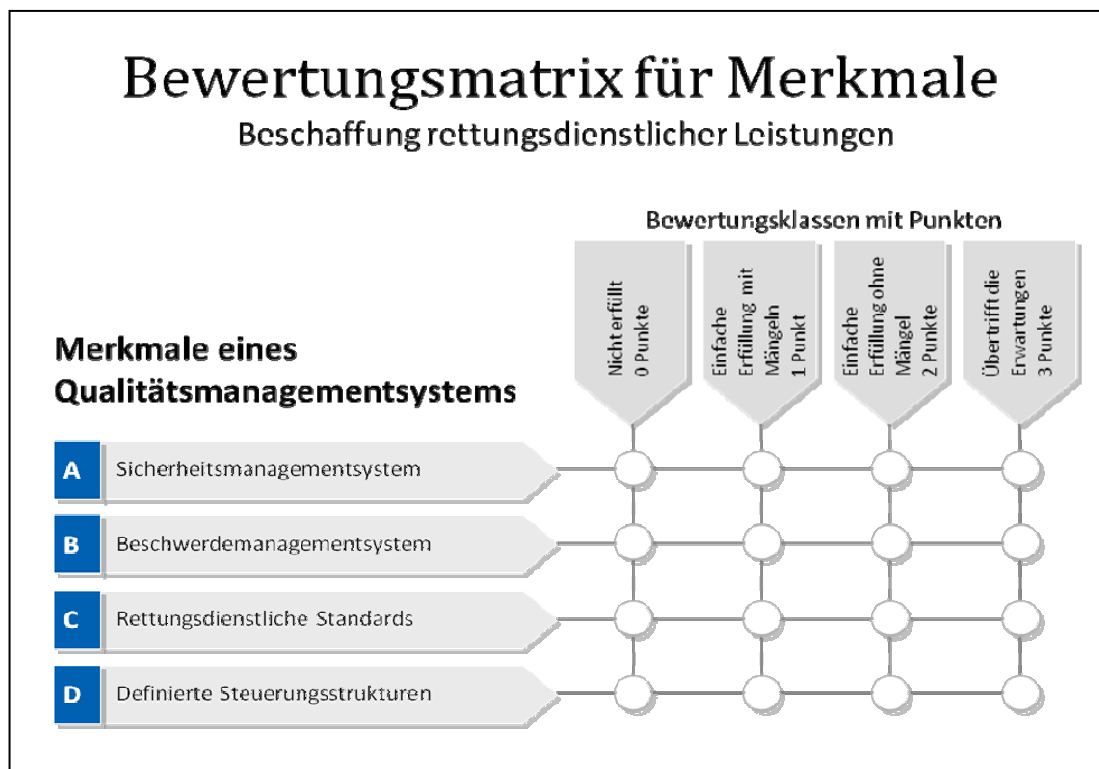 Bewertungsmatrix für Merkmale
Beschaffung rettungsdienstlicher Leistungen
Bewertungsklassen mit Punkten
Nicht erfüllt
0 Punkte
Einfache
Erfüllung mit
Mängeln
1 Punkt
Einfache
Erfüllung ohne
Mängel
2 Punkte
Übertrifft die
Erwartungen
3 Punkte
Merkmale eines
Qualitätsmanagementsystems
A Sicherheitsmanagementsystem
B Beschwerdemanagementsystem
C Rettungsdienstliche Standards
D Definierte Steuerungsstrukturen